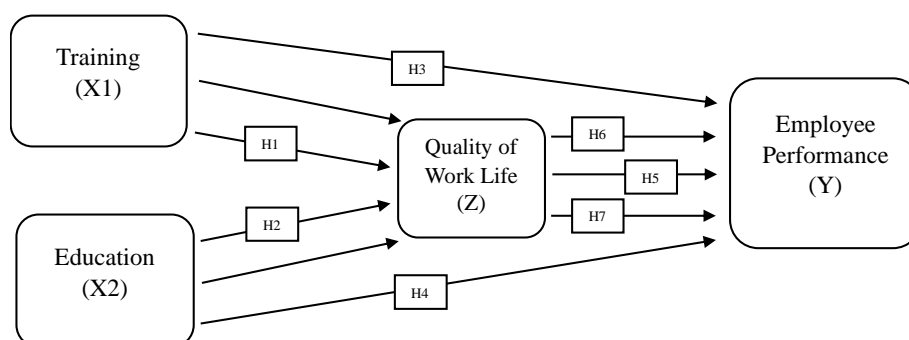 Training
(X1)
H3
H1
Quality of
Work Life
(Z)
H6
H5
H7
Employee
Performance
(Y)
H2
Education
(X2)
H4